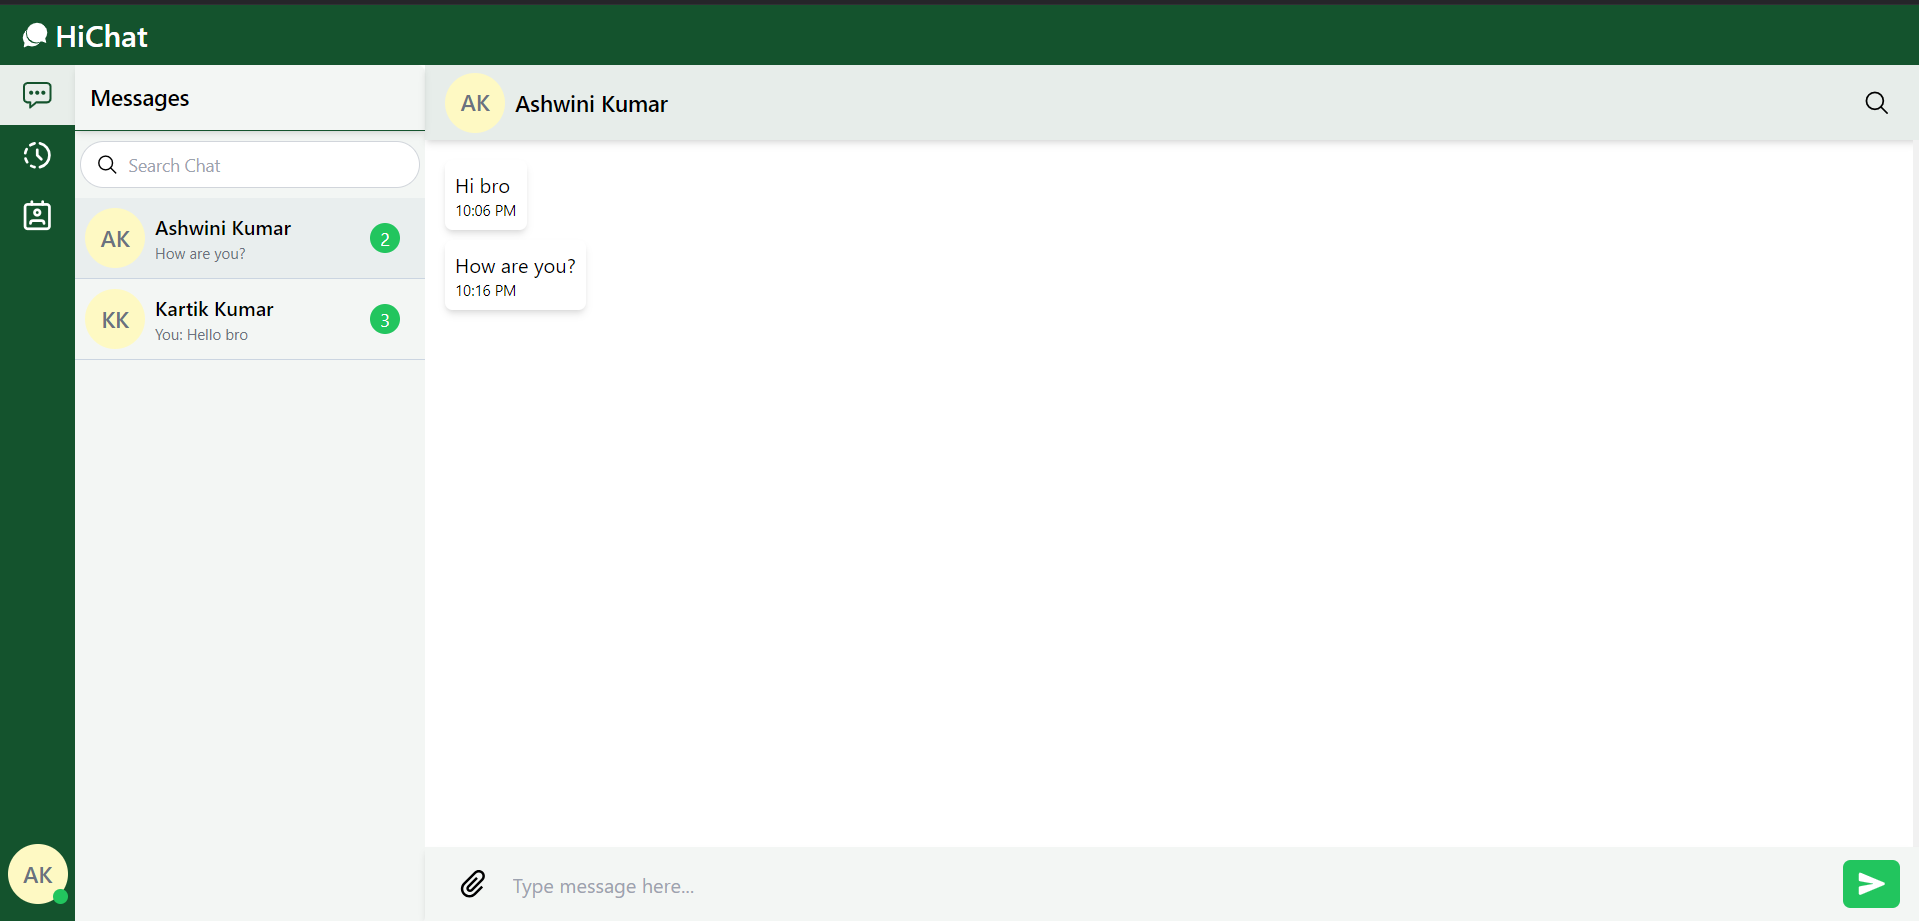 HiChat
Messages
Search Chat
AK
Ashwini Kumar
How are you?
2
KK
Kartik Kumar
You: Hello bro
3
AK
AK
Ashwini Kumar
Hi bro
10:06 PM
How are you?
10:16 PM
Type message here...